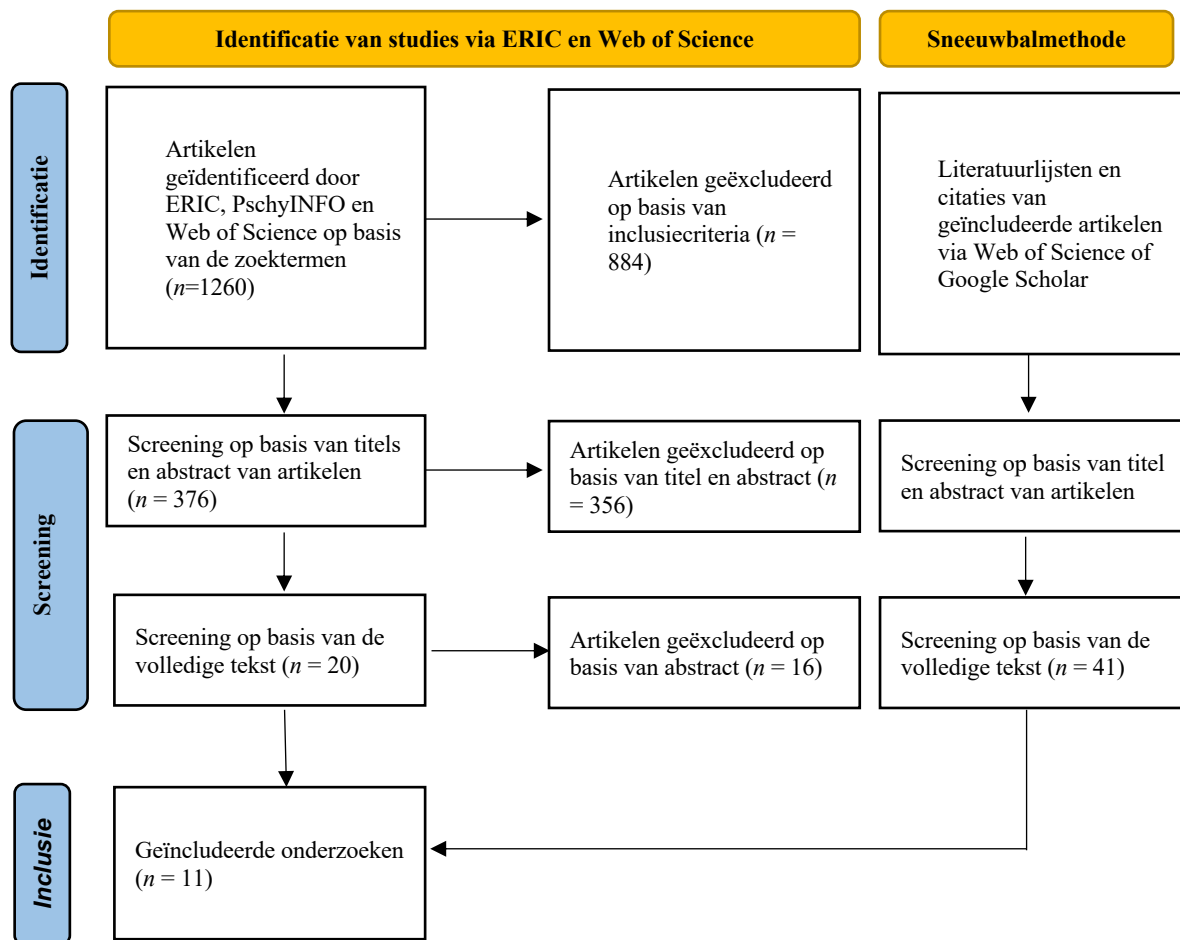 Identificatie van studies via ERIC en Web of Science
Sneeuwbalmethode
Identificatie
Artikelen
geïdentificeerd door
ERIC, PschyINFO en
Web of Science op basis
van de zoektermen
(n=1260)
Artikelen geëxcludeerd
op basis van
inclusiecriteria (n =
884)
Literatuurlijsten en
citaties van
geïncludeerde artikelen
via Web of Science of
Google Scholar
Screening
Screening op basis van titels
en abstract van artikelen
(n = 376)
Artikelen geëxcludeerd op
basis van titel en abstract (n
= 356)
Screening op basis van titel
en abstract van artikelen
Screening op basis van de
volledige tekst (n = 20)
Artikelen geëxcludeerd op
basis van abstract (n = 16)
Screening op basis van de
volledige tekst (n = 41)
Inclusie
Geïncludeerde onderzoeken
(n = 11)